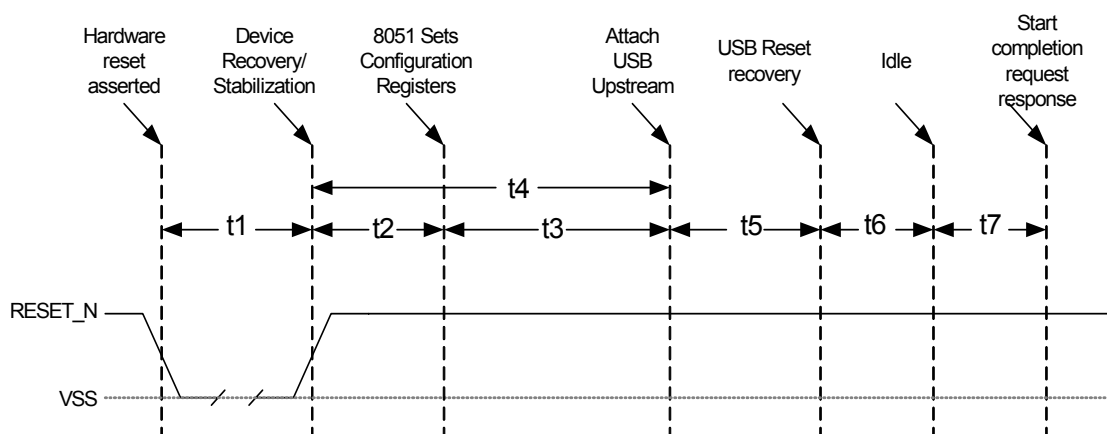 Hardware
reset
asserted
Device
Recovery/
Stabilization
8051 Sets
Configuration
Registers
Attach
USB
Upstream
USB Reset
recovery
Idle
Start
completion
request
response
t4
t1
t2
t3
t5
t6
t7
RESET_N
VSS